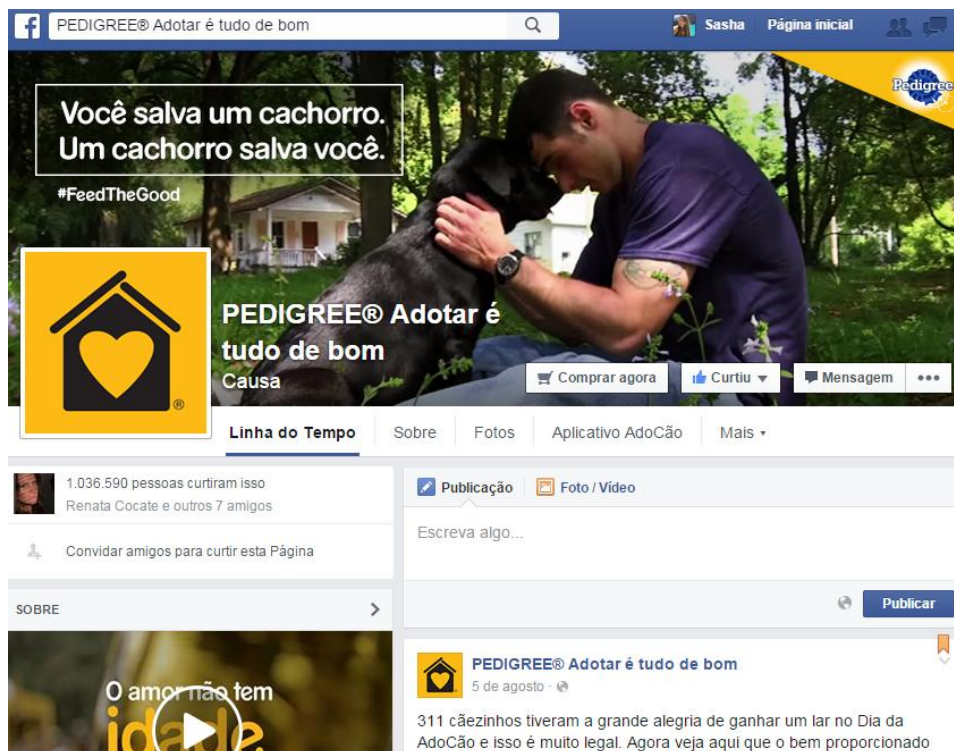 PEDIGREE® Adotar é tudo de bom
Sasha
Página inicial
Pedigree
Você salva um cachorro.
Um cachorro salva você.
#FeedTheGood
PEDIGREE® Adotar é
tudo de bom
Causa
Comprar agora
Curtiu
Mensagem
®
Linha do Tempo
Sobre
Fotos
Aplicativo AdoCão
Mais
1.036.590 pessoas curtiram isso
Renata Cocate e outros 7 amigos
Convidar amigos para curtir esta Página
SOBRE
O amor não tem
idade
Publicação
Foto / Vídeo
Escreva algo...
Publicar
PEDIGREE® Adotar é tudo de bom
5 de agosto ·
311 cãezinhos tiveram a grande alegria de ganhar um lar no Dia da
AdoCão e isso é muito legal. Agora veja aqui que o bem proporcionado